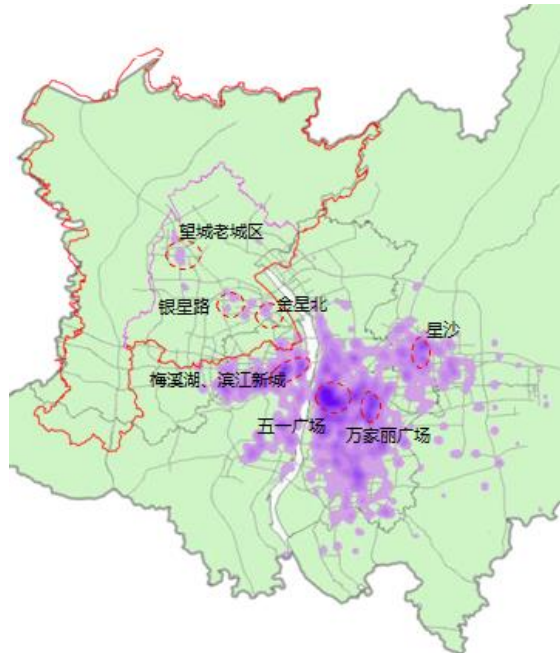 望城老城区
银星路
金星北
星沙
梅溪湖、滨江新城
五一广场
万家丽广场